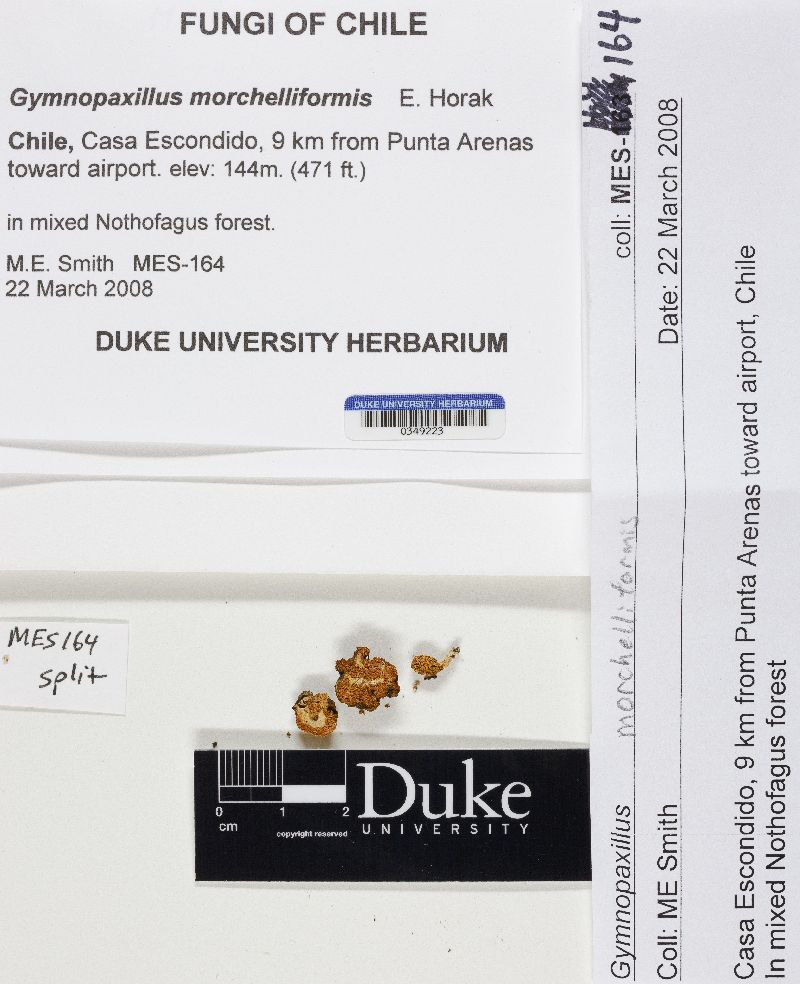 FUNGI OF CHILE
Gymnopaxillus morchelliformis E. Horak
Chile, Casa Escondido, 9 km from Punta Arenas
toward airport. elev: 144m. (471 ft.)
in mixed Nothofagus forest.
M.E. Smith MES-164
22 March 2008
DUKE UNIVERSITY HERBARIUM
DUKE UNIVERSITY HERBARIUM
0349223
MES164
split
0 1 2
cm
copyright reserved
Duke
UNIVERSITY
Gymnopaxillus morchelliformis coll: MES- 164
Coll: ME Smith Date: 22 March 2008
Casa Escondido, 9 km from Punta Arenas toward airport, Chile
In mixed Nothofagus forest